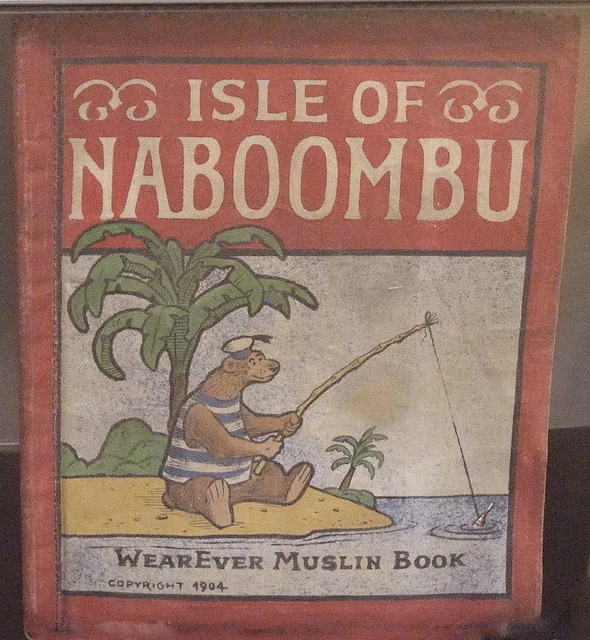 ISLE OF
NABOOMBU
WEAREVER MUSLIN BOOK
COPYRIGHT 1904